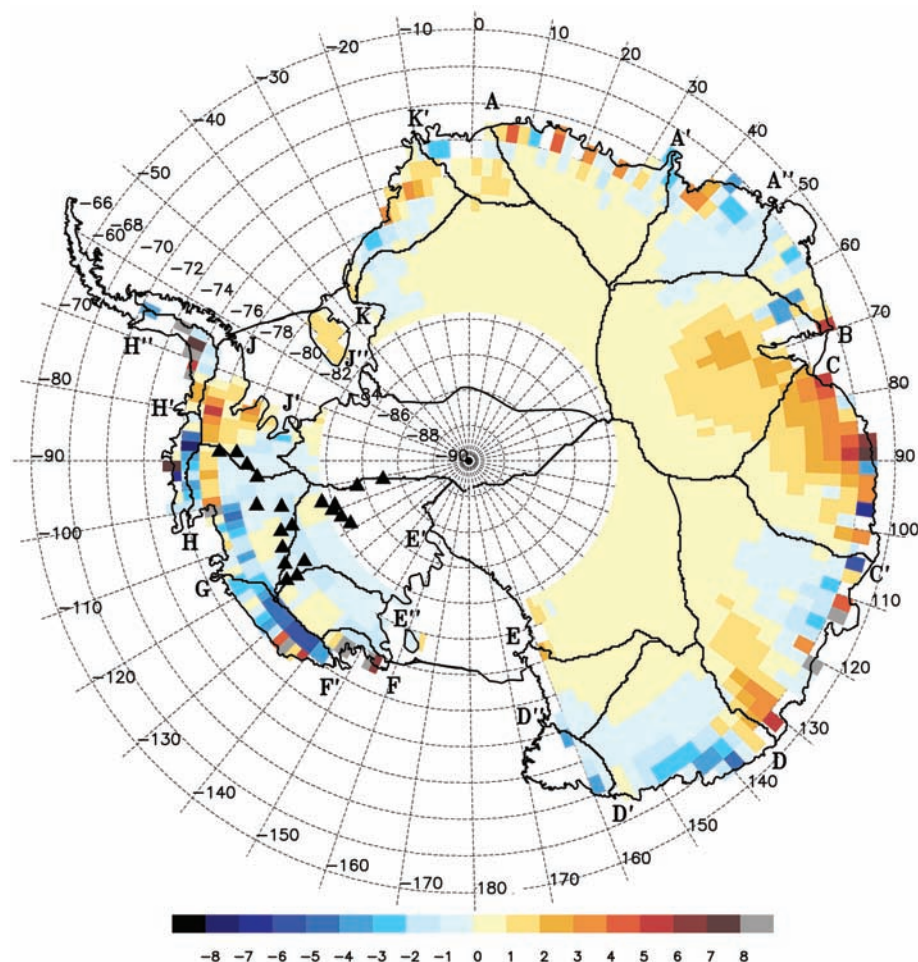 0
-10 10
-20 20
-30 30
-40 40
-50 50
-60 60
-70 70
-80 80
-90 90
-100 100
-110 110
-120 120
-130 130
-140 140
-150 150
-160 160
-170 170
180
-66
-68
-70
-72
-74
-76
-78
-80
-82
-84
-86
-88
-90
A
A'
A''
B
C
C'
D
D'
D''
E
E'
E''
F
F'
G
H
H'
H''
J
J'
J''
K
K'
-8 -7 -6 -5 -4 -3 -2 -1 0 1 2 3 4 5 6 7 8